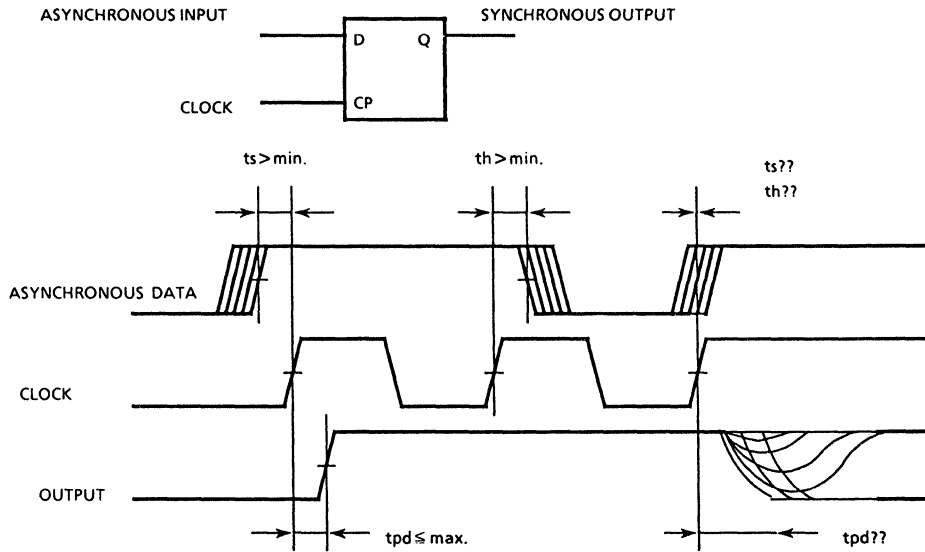 ASYNCHRONOUS INPUT
SYNCHRONOUS OUTPUT
D Q
CLOCK
CP
ts>min.
th>min.
ts??
th??
ASYNCHRONOUS DATA
CLOCK
OUTPUT
tpd≦max.
tpd??